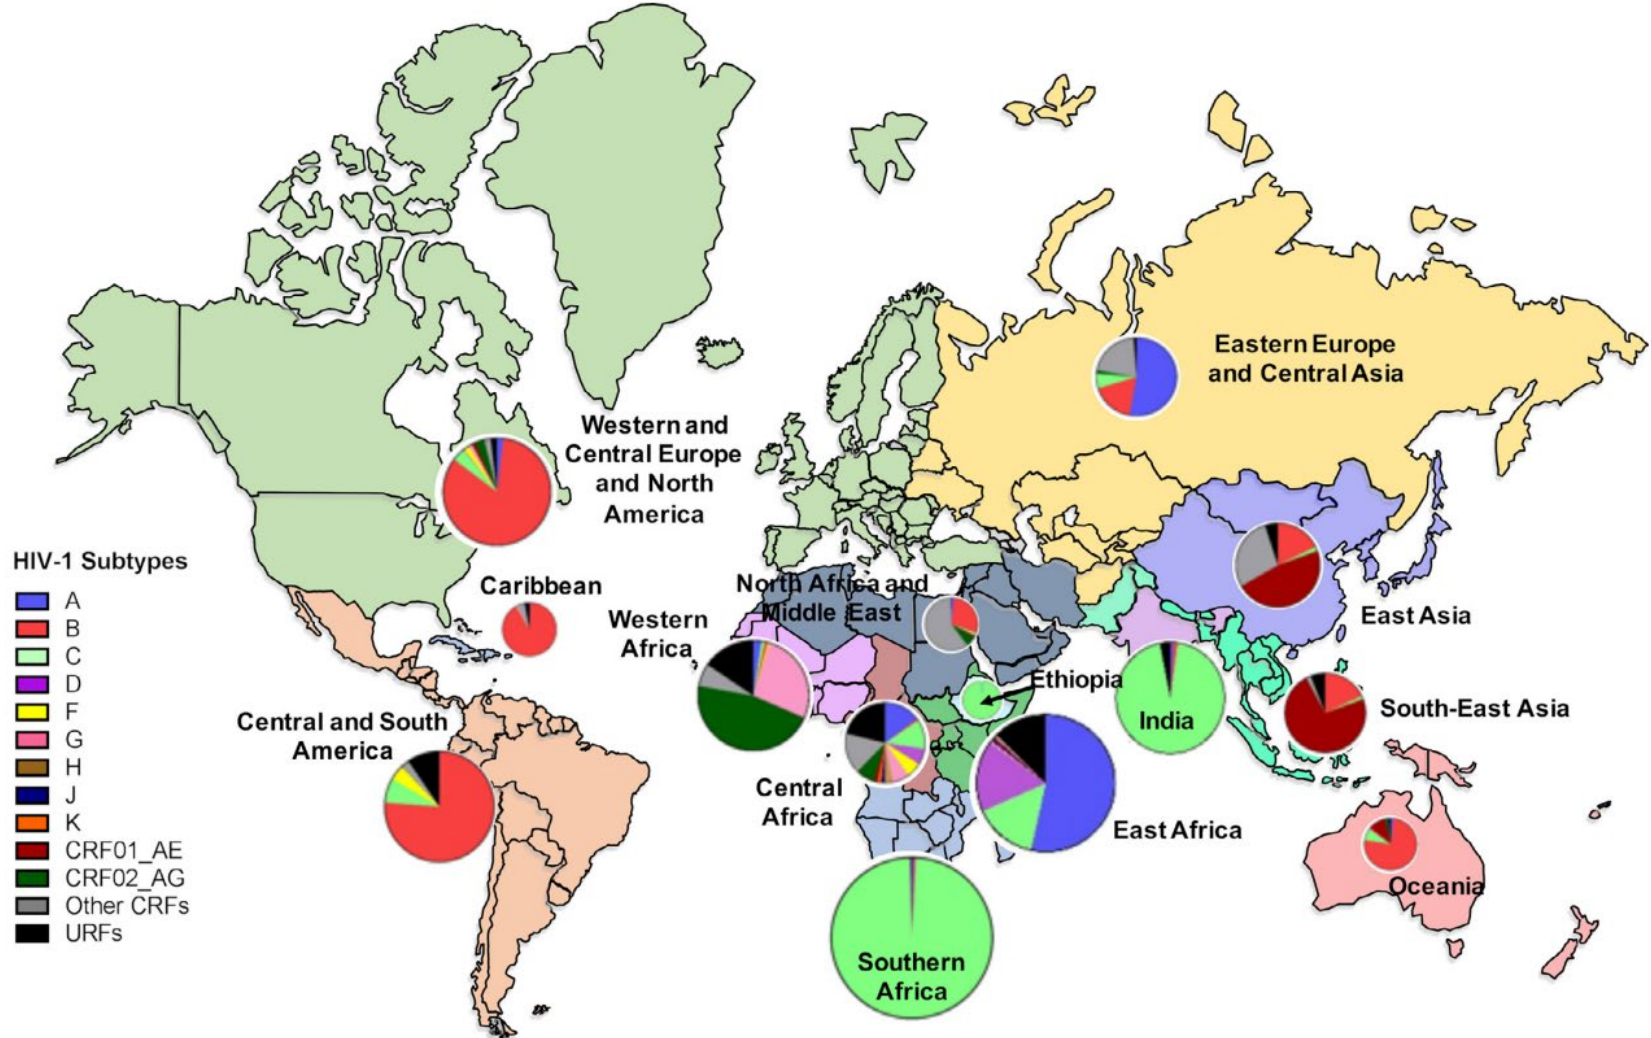 Eastern Europe
and Central Asia
Western and
Central Europe
and North
America
HIV-1 Subtypes
A
B
C
D
F
G
H
J
K
CRF01_AE
CRF02_AG
Other CRFs
URFs
Caribbean
North Africa and
Middle East
Western
Africa
East Asia
Ethiopia
India
South-East Asia
Central and South
America
Central
Africa
East Africa
Oceania
Southern
Africa